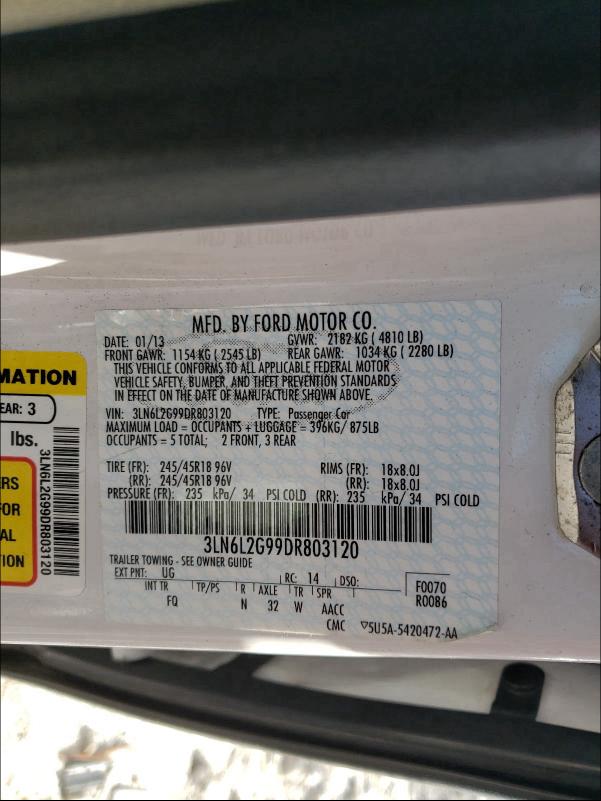 MFD. BY FORD MOTOR CO.
DATE: 01/13 GVWR: 2182 KG ( 4810 LB)
FRONT GAWR: 1154 KG ( 2545 LB) REAR GAWR: 1034 KG ( 2280 LB)
THIS VEHICLE CONFORMS TO ALL APPLICABLE FEDERAL MOTOR
VEHICLE SAFETY, BUMPER, AND THEFT PREVENTION STANDARDS
IN EFFECT ON THE DATE OF MANUFACTURE SHOWN ABOVE.
VIN: 3LN6L2G99DR803120 TYPE: Passenger Car
MAXIMUM LOAD = OCCUPANTS + LUGGAGE = 396KG/ 875LB
OCCUPANTS = 5 TOTAL; 2 FRONT, 3 REAR
TIRE (FR): 245/45R18 96V RIMS (FR): 18x8.0J
(RR): 245/45R18 96V (RR): 18x8.0J
PRESSURE (FR): 235 kPa/ 34 PSI COLD (RR): 235 kPa/ 34 PSI COLD
3LN6L2G99DR803120
TRAILER TOWING - SEE OWNER GUIDE
EXT PNT: UG RC: 14 DSO: F0070
R0086
INT TR TP/PS R AXLE TR SPR
FQ N 32 W AACC
CMC ▽5U5A-5420472-AA
MATION
EAR: 3
lbs.
ERS
FOR
NAL
N.
3LN6L2G99DR803120